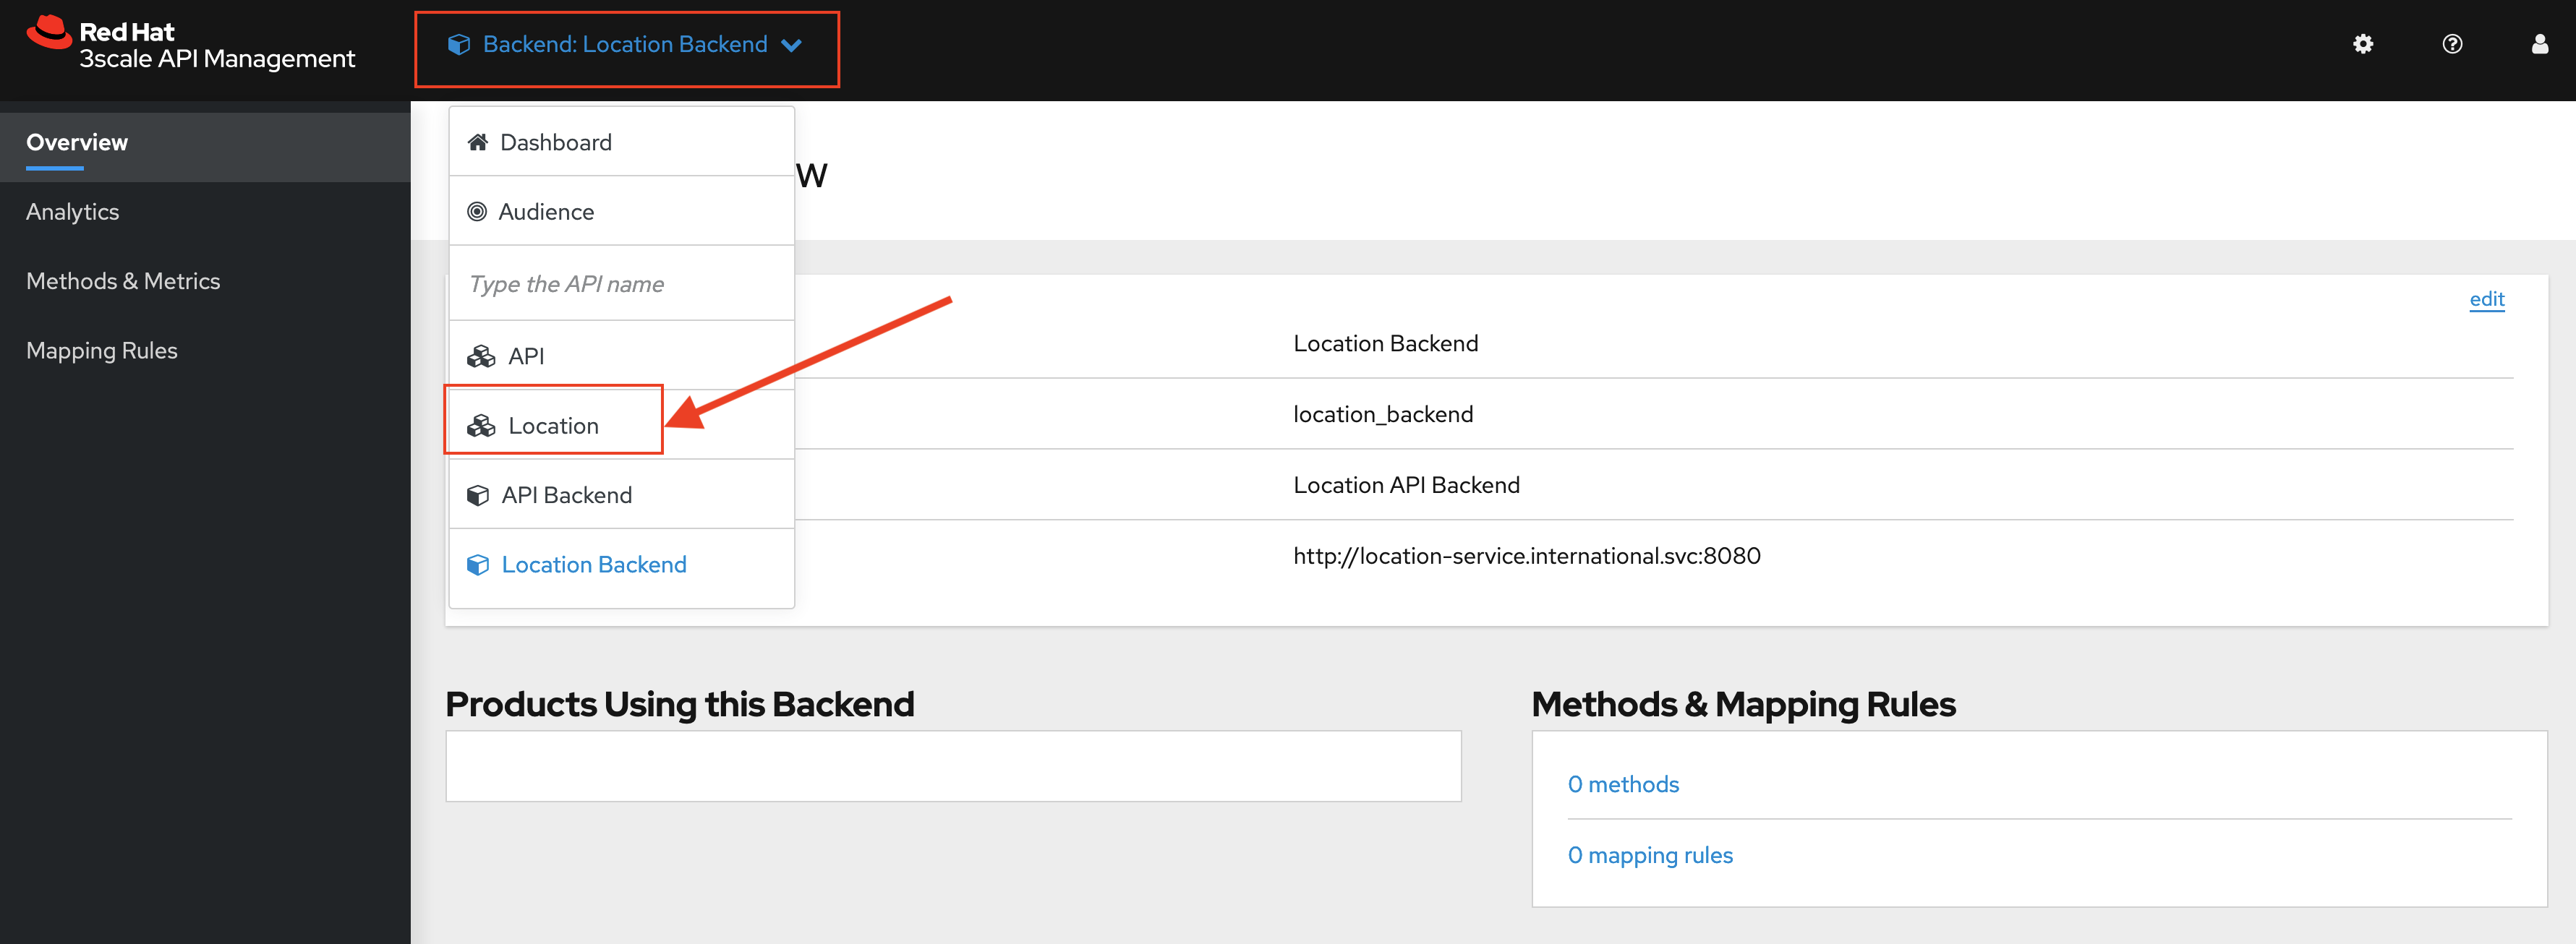 Red Hat
3scale API Management
Backend: Location Backend
Overview
Analytics
Methods & Metrics
Mapping Rules
Dashboard
Audience
Type the API name
API
Location
API Backend
Location Backend
w
edit
Location Backend
location_backend
Location API Backend
http://location-service.international.svc:8080
Products Using this Backend
Methods & Mapping Rules
0 methods
0 mapping rules